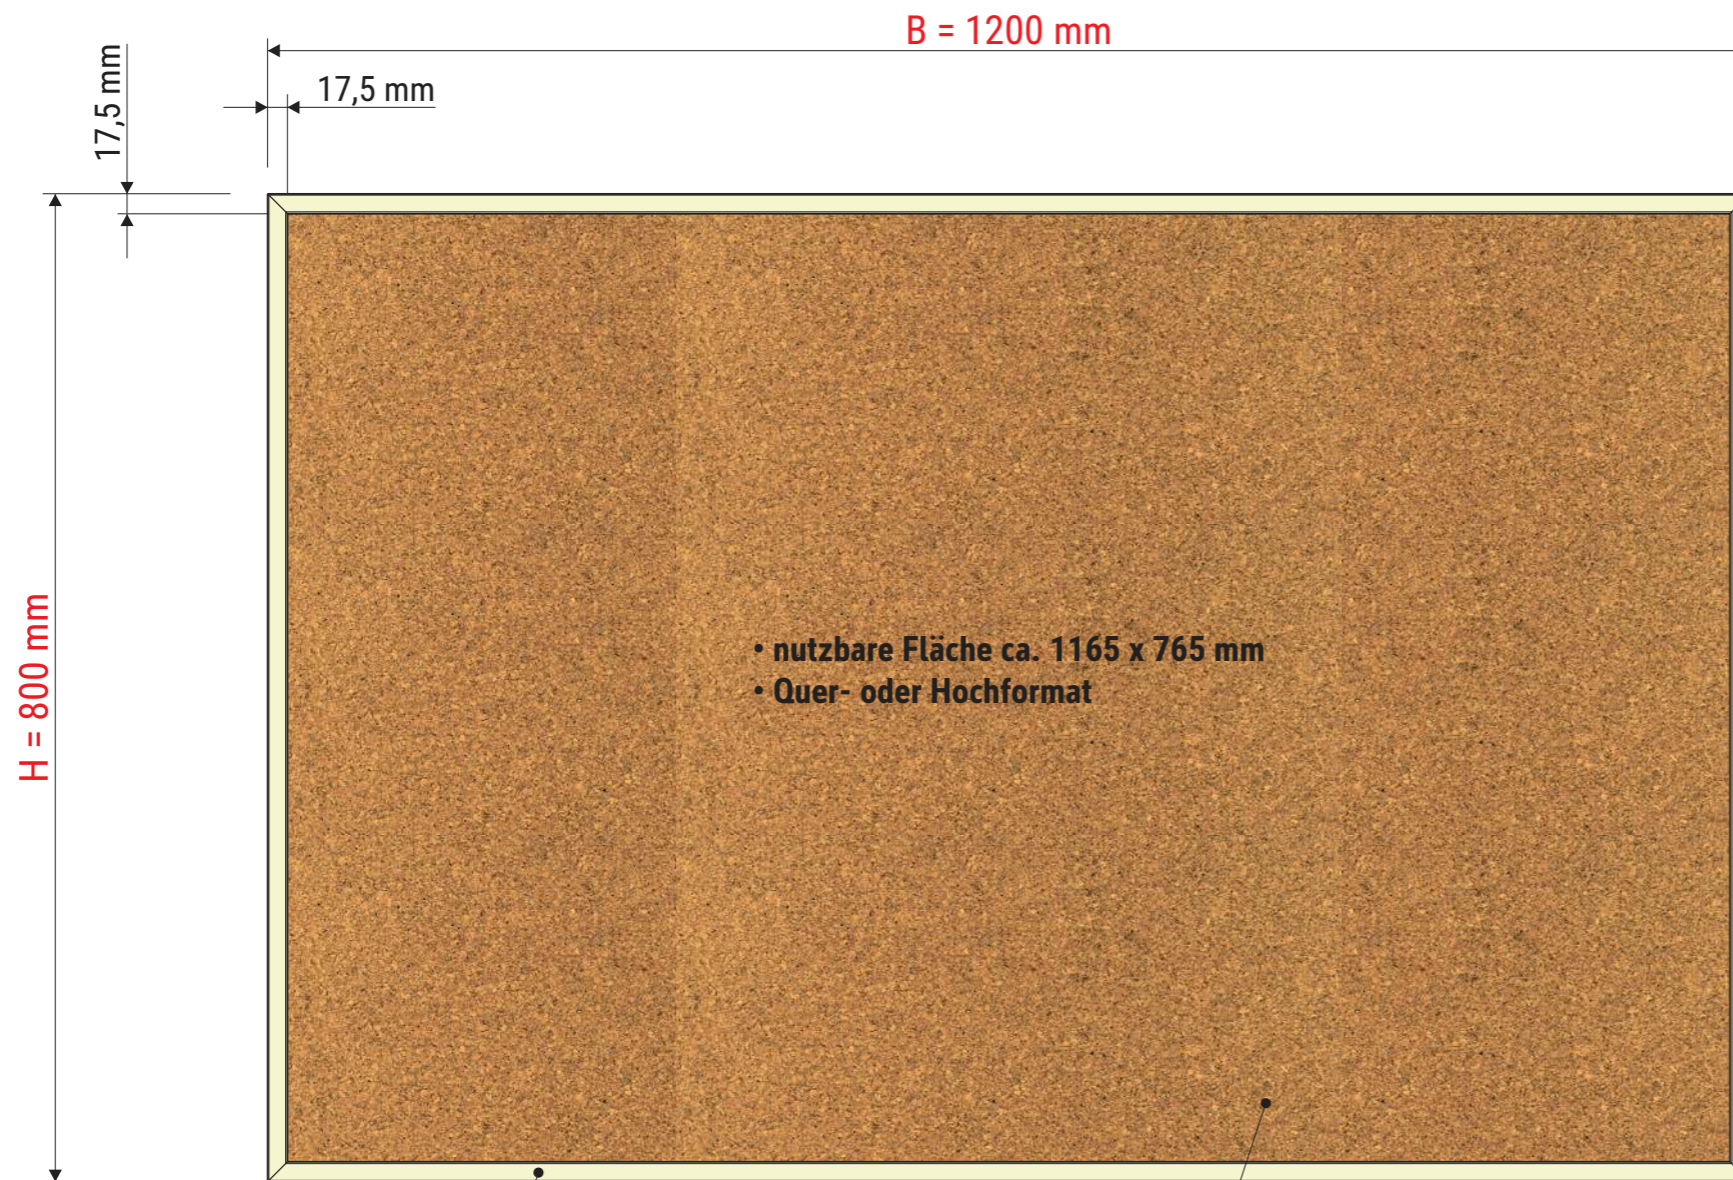 B = 1200 mm
17,5 mm
17,5 mm
H = 800 mm
• nutzbare Fläche ca. 1165 x 765 mm
• Quer- oder Hochformat